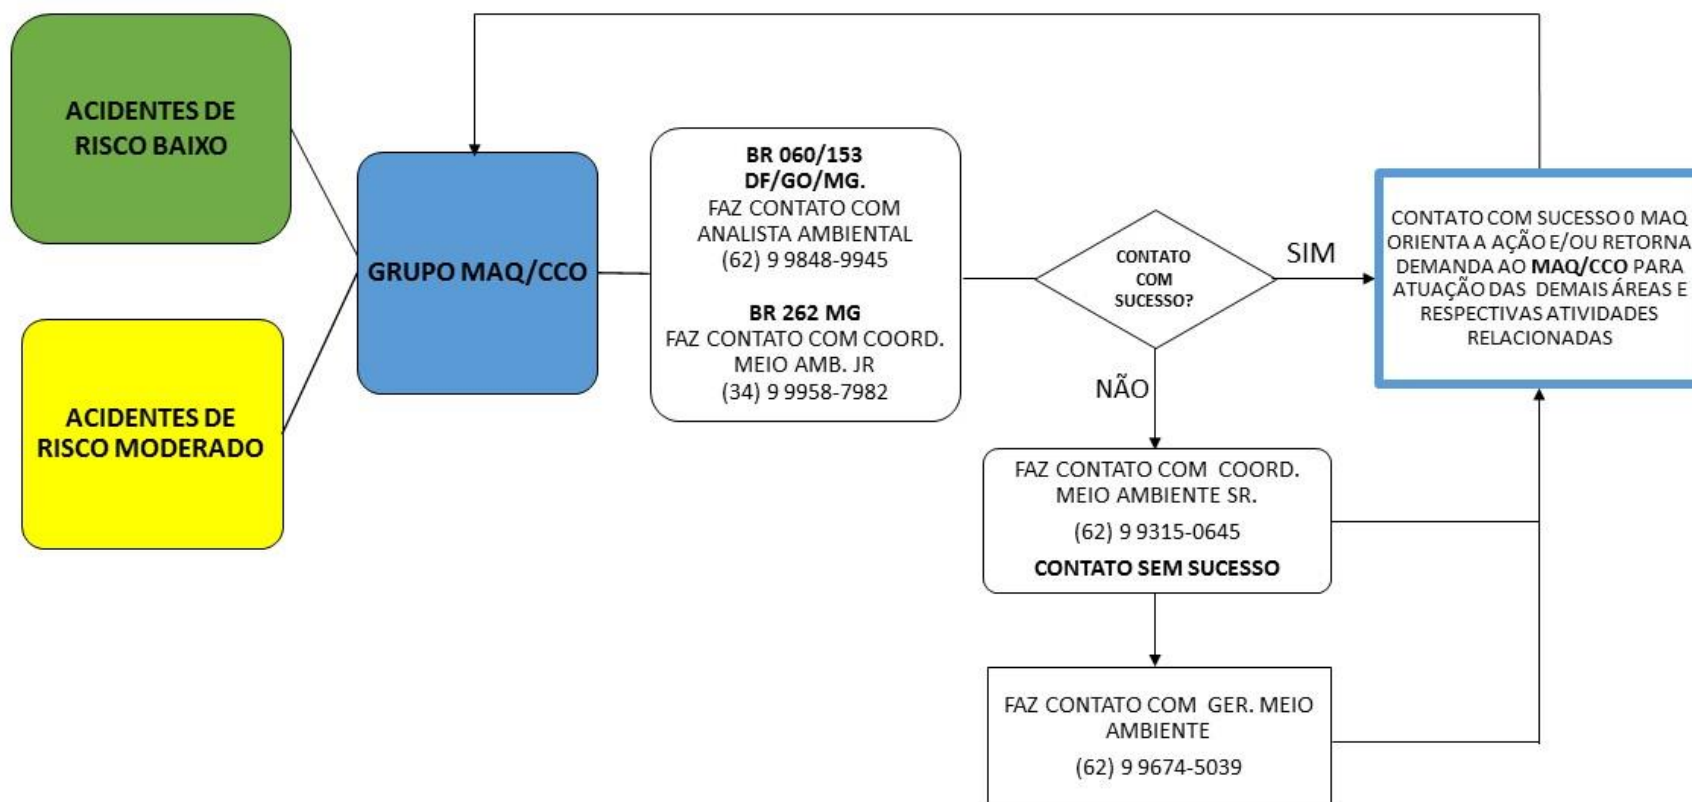 ACIDENTES DE
RISCO BAIXO
ACIDENTES DE
RISCO MODERADO
GRUPO MAQ/CCO
BR 060/153
DF/GO/MG.
FAZ CONTATO COM
ANALISTA AMBIENTAL
(62) 9 9848-9945
BR 262 MG
FAZ CONTATO COM COORD.
MEIO AMB. JR
(34) 9 9958-7982
CONTATO
COM
SUCESSO?
SIM
NÃO
CONTATO COM SUCESSO 0 MAQ
ORIENTA A AÇÃO E/OU RETORNA
DEMANDA AO MAQ/CCO PARA
ATUAÇÃO DAS DEMAIS ÁREAS E
RESPECTIVAS ATIVIDADES
RELACIONADAS
FAZ CONTATO COM COORD.
MEIO AMBIENTE SR.
(62) 9 9315-0645
CONTATO SEM SUCESSO
FAZ CONTATO COM GER. MEIO
AMBIENTE
(62) 9 9674-5039